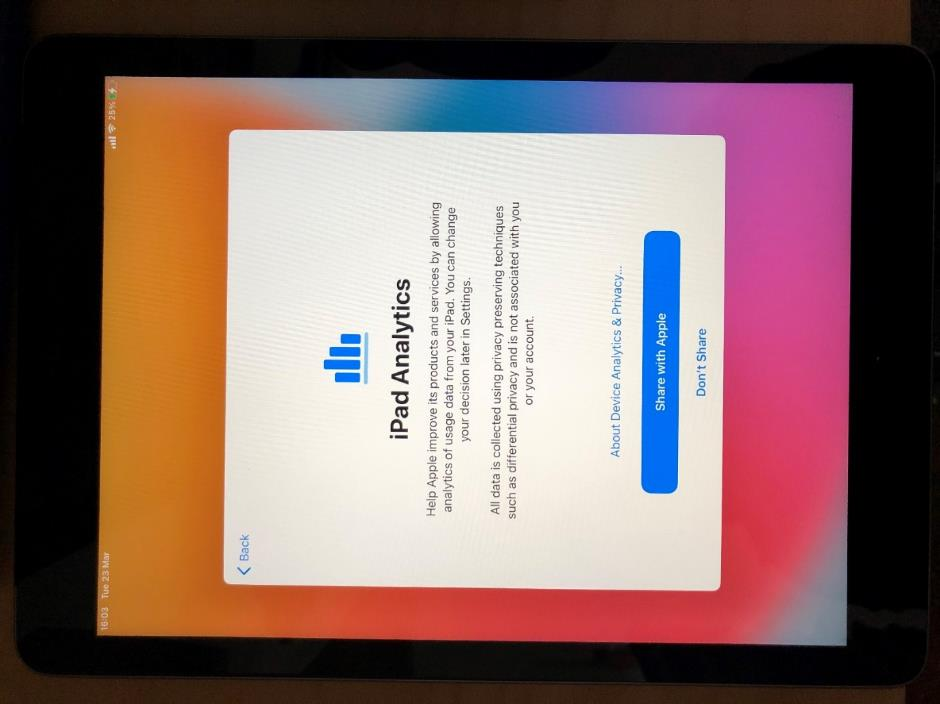 16:03 Tue 23 Mar
25%
Back
iPad Analytics
Help Apple improve its products and services by allowing
analytics of usage data from your iPad. You can change
your decision later in Settings.
All data is collected using privacy preserving techniques
such as differential privacy and is not associated with you
or your account.
About Device Analytics & Privacy...
Share with Apple
Don't Share